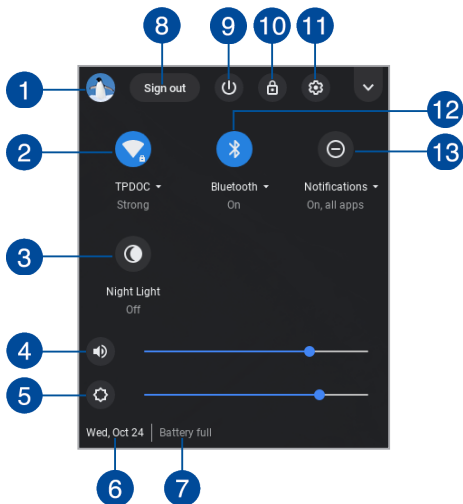 8 9 10 11
1 Sign out
12
2 13
TPDOC Bluetooth Notifications
Strong On On, all apps
3
Night Light
Off
4
5
Wed, Oct 24 Battery full
6 7